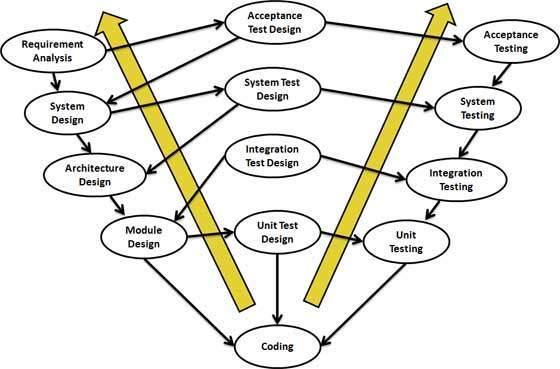 Requirement
Analysis
Acceptance
Test Design
Acceptance
Testing
System
Design
System Test
Design
System
Testing
Architecture
Design
Integration
Test Design
Integration
Testing
Module
Design
Unit Test
Design
Unit
Testing
Coding